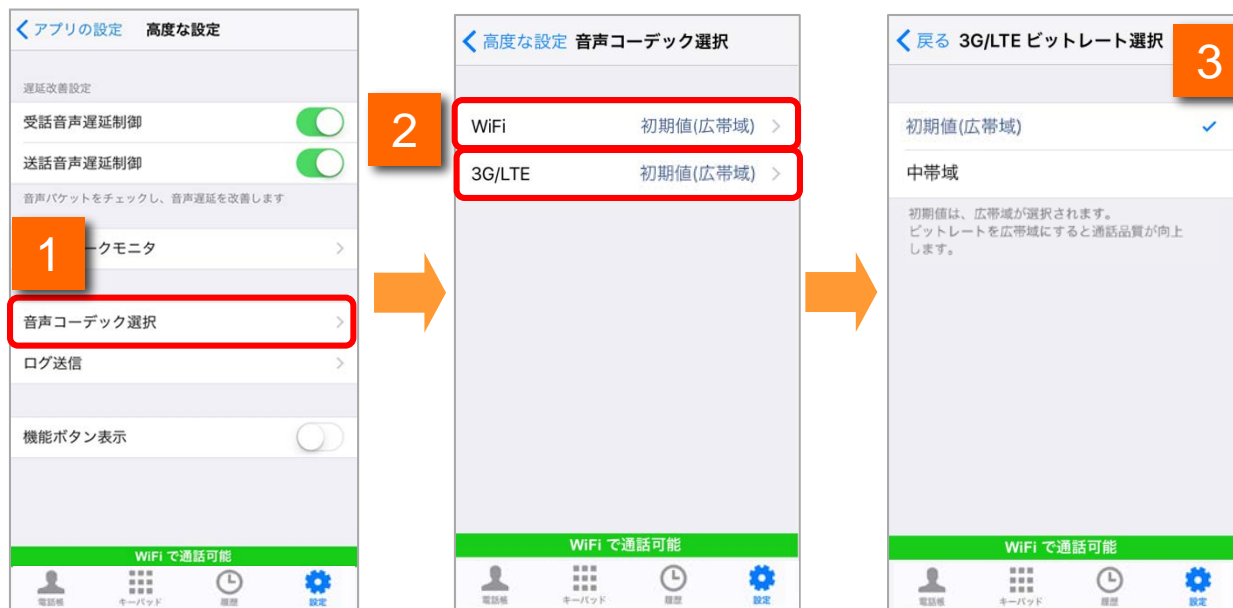 アプリの設定 高度な設定
遅延改善設定
受話音声遅延制御
送話音声遅延制御
音声パケットをチェックし、音声遅延を改善します
1
ークモニタ
音声コーデック選択
ログ送信
機能ボタン表示
WiFi で通話可能
電話帳 キーパッド 履歴 設定
2
高度な設定 音声コーデック選択
WiFi 初期値(広帯域)
3G/LTE 初期値(広帯域)
WiFi で通話可能
電話帳 キーパッド 履歴 設定
3
戻る 3G/LTE ビットレート選択
初期値(広帯域)
中帯域
初期値は、広帯域が選択されます。
ビットレートを広帯域にすると通話品質が向上
します。
WiFi で通話可能
電話帳 キーパッド 履歴 設定